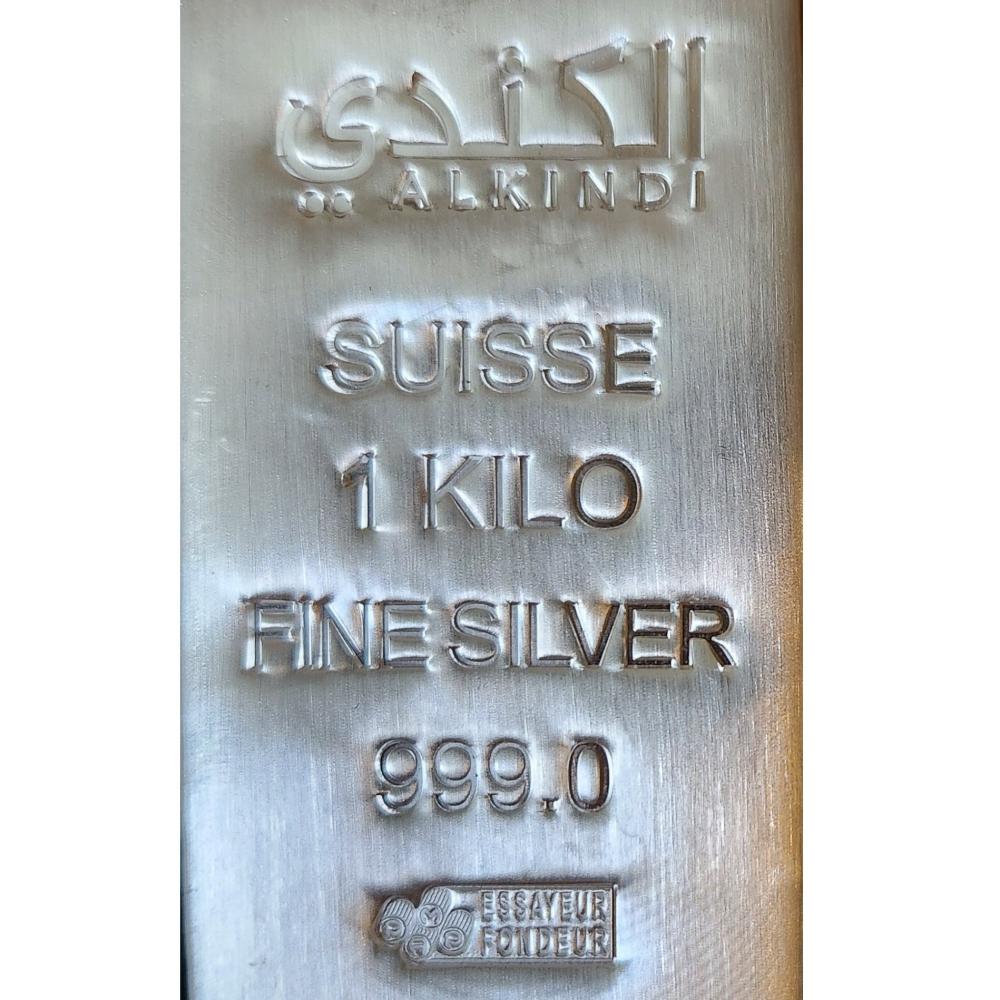 الكندي
ALKINDI
SUISSE
1 KILO
FINE SILVER
999.0
ESSAYEUR
FONDEUR